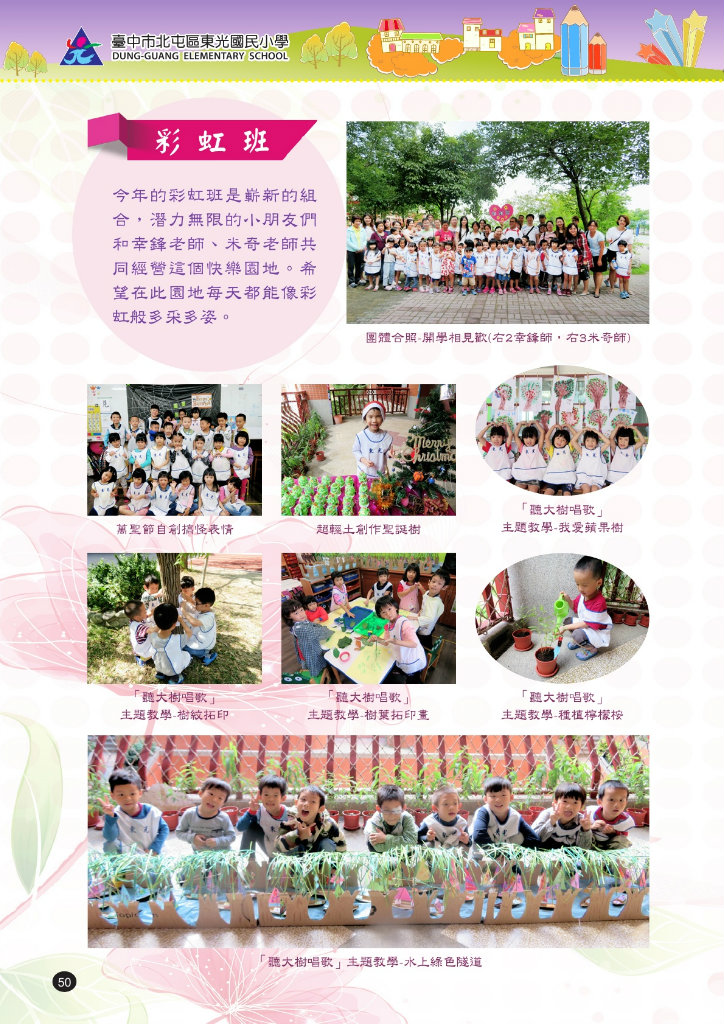 臺中市北屯區東光國民小學
DUNG-GUANG ELEMENTARY SCHOOL
彩虹班
今年的彩虹班是嶄新的組
合，潛力無限的小朋友們
和幸鋒老師、米奇老師共
同經營這個快樂園地。希
望在此園地每天都能像彩
虹般多采多姿。
團體合照-開學相見歡(右2幸鋒師，右3米奇師)
Merry
Christmas
萬聖節自創搞怪表情
超輕土創作聖誕樹
「聽大樹唱歌」
主題教學-我愛蘋果樹
「聽大樹唱歌」
主題教學-樹紋拓印
「聽大樹唱歌」
主題教學-樹葉拓印畫
「聽大樹唱歌」
主題教學-種植檸檬桉
「聽大樹唱歌」主題教學-水上綠色隧道
50